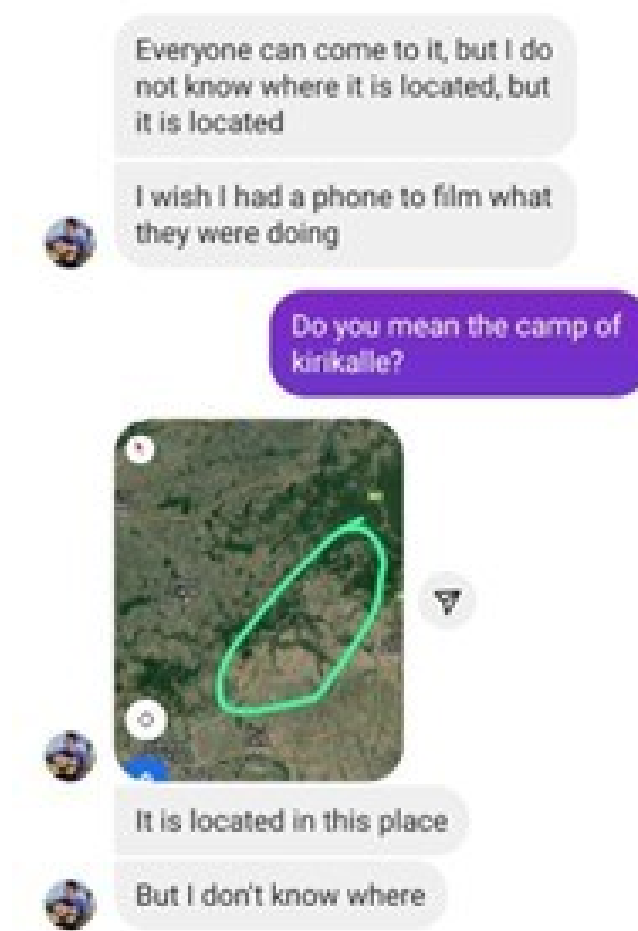 Everyone can come to it, but I do
not know where it is located, but
it is located
I wish I had a phone to film what
they were doing
Do you mean the camp of
kirikalle?
It is located in this place
But I don't know where